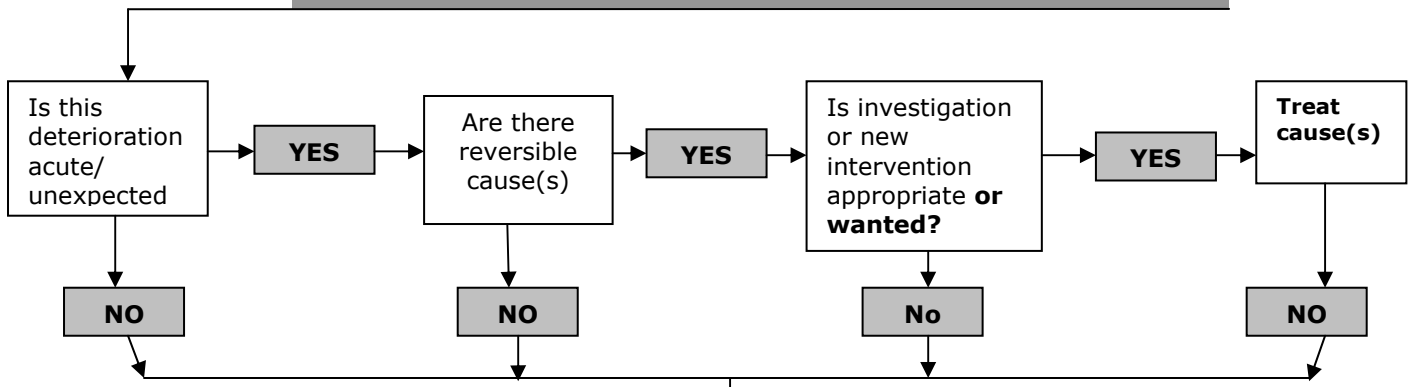 Is this
deterioration
acute/
unexpected
YES
Are there
reversible
cause(s)
YES
Is investigation
or new
intervention
appropriate or
wanted?
YES
Treat
cause(s)
NO
NO
No
NO